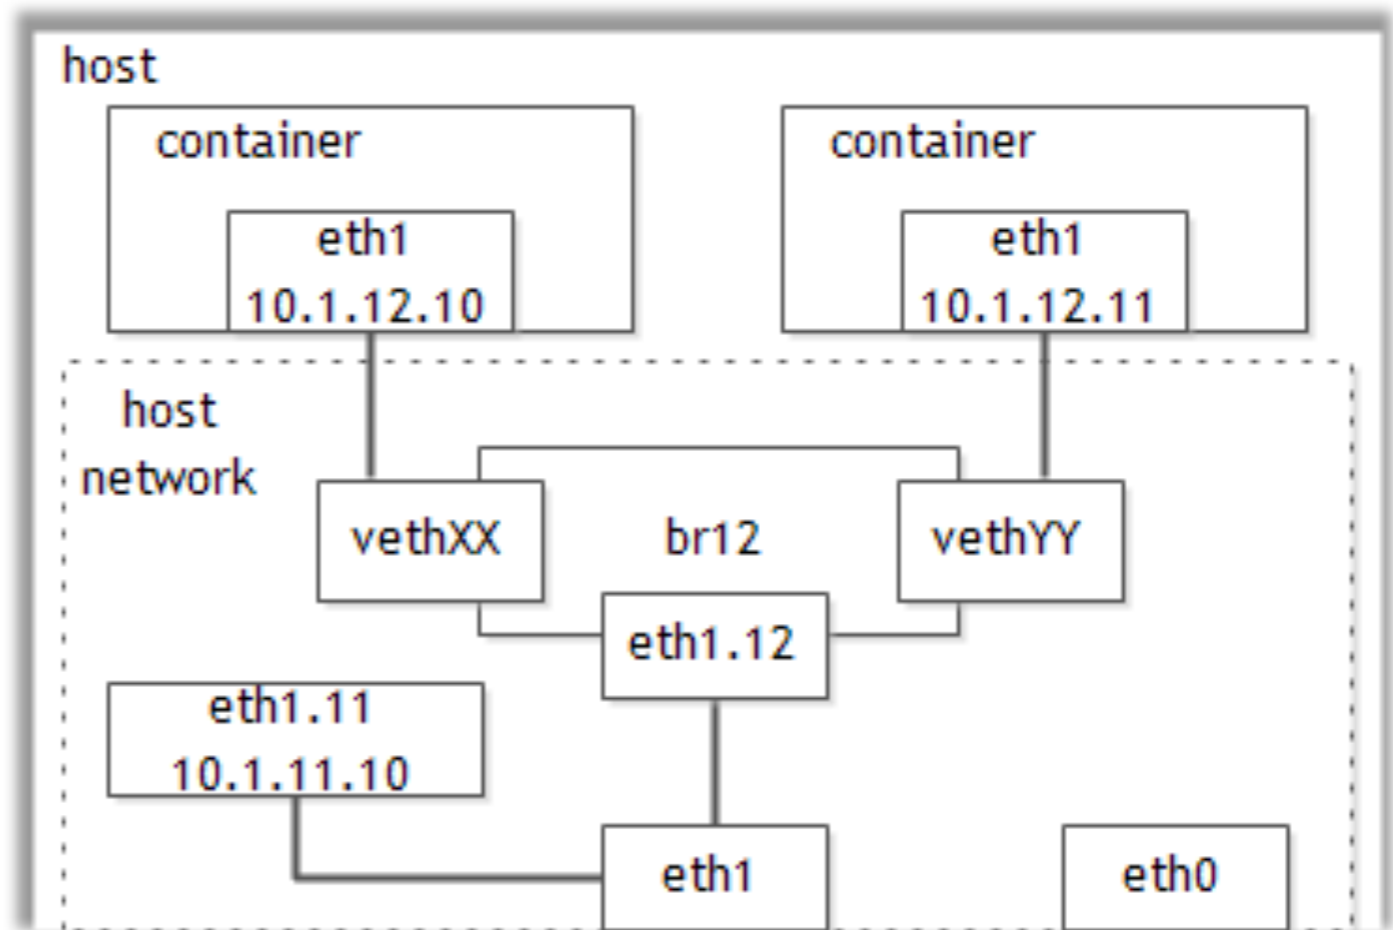 host
container
container
eth1
10.1.12.10
eth1
10.1.12.11
host
network
vethXX
br12
vethYY
eth1.12
eth1.11
10.1.11.10
eth1
eth0